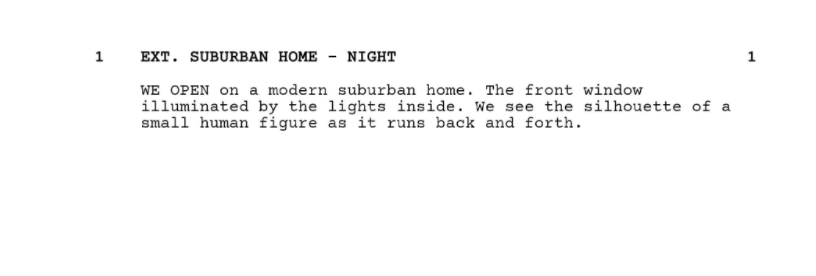 1 EXT. SUBURBAN HOME - NIGHT 1
WE OPEN on a modern suburban home. The front window
illuminated by the lights inside. We see the silhouette of a
small human figure as it runs back and forth.